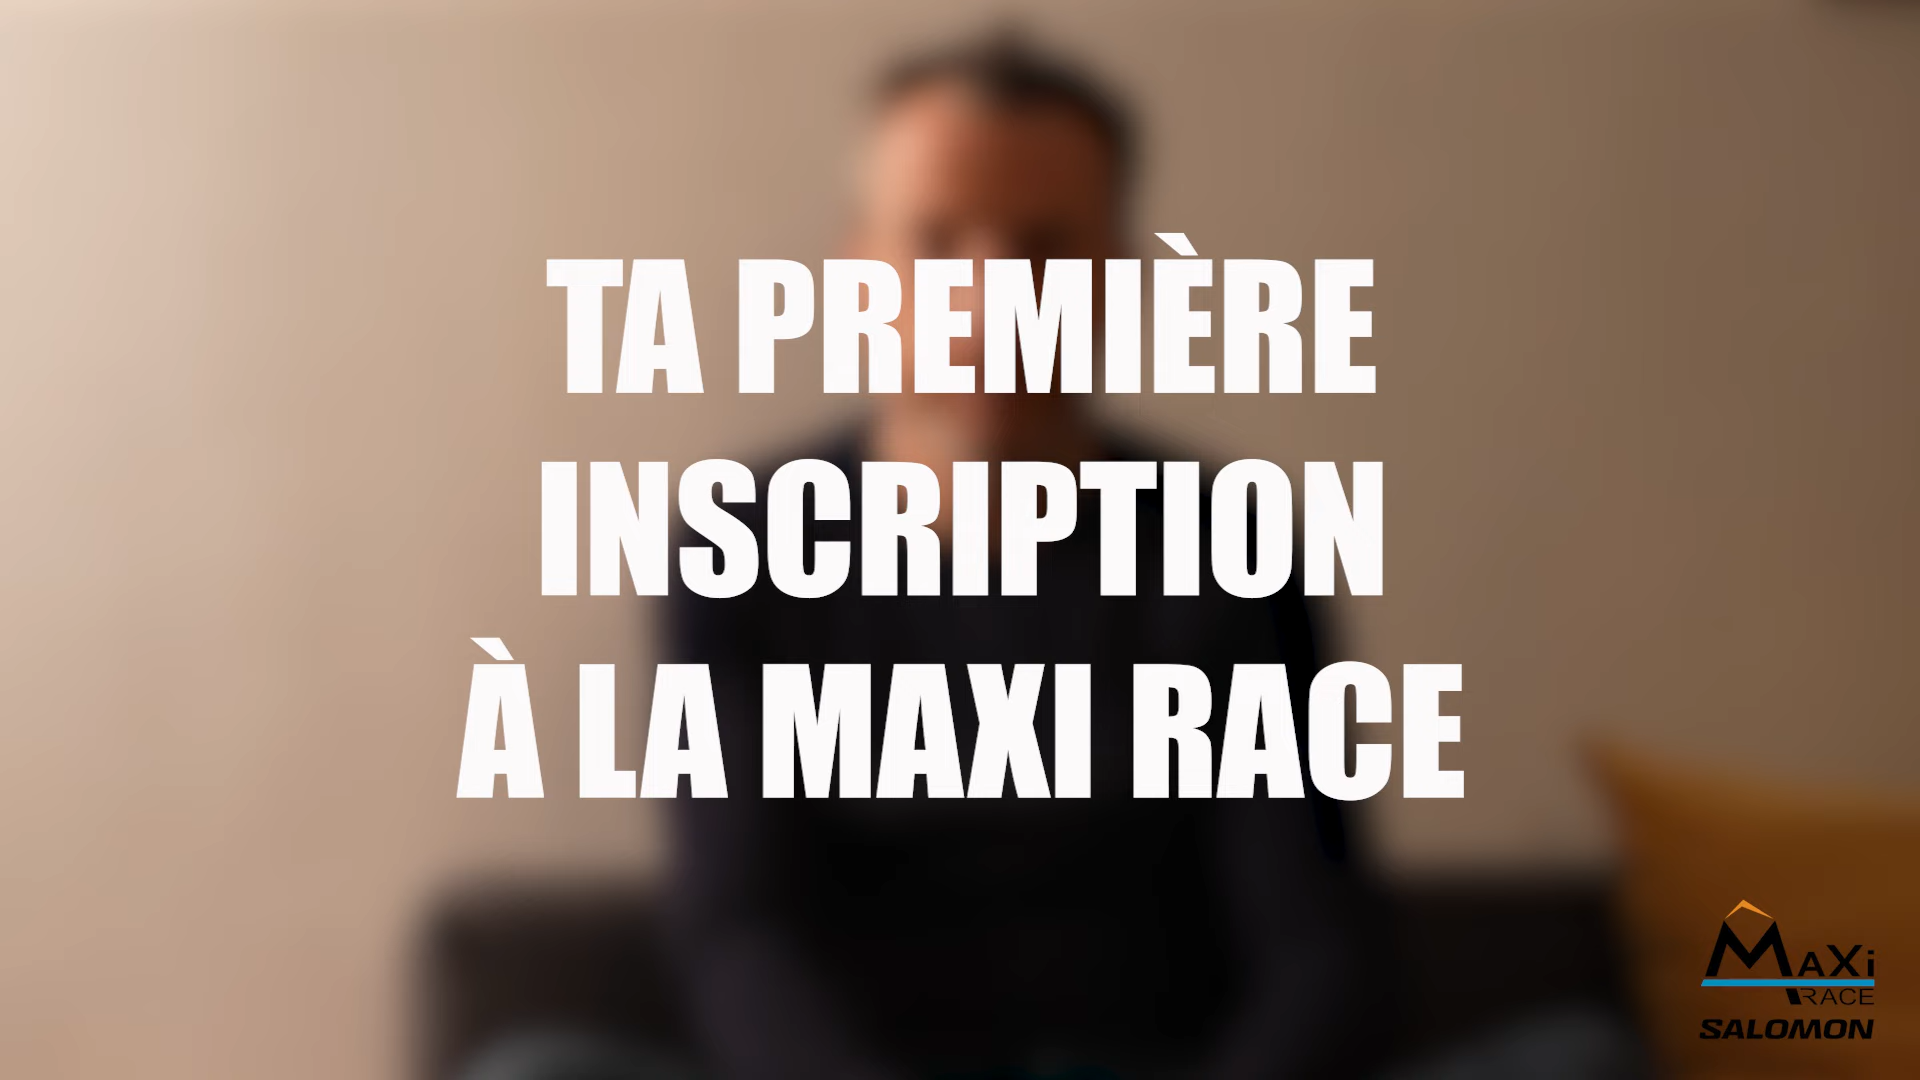 TA PREMIÈRE
INSCRIPTION
À LA MAXI RACE
MAXi
RACE
SALOMON